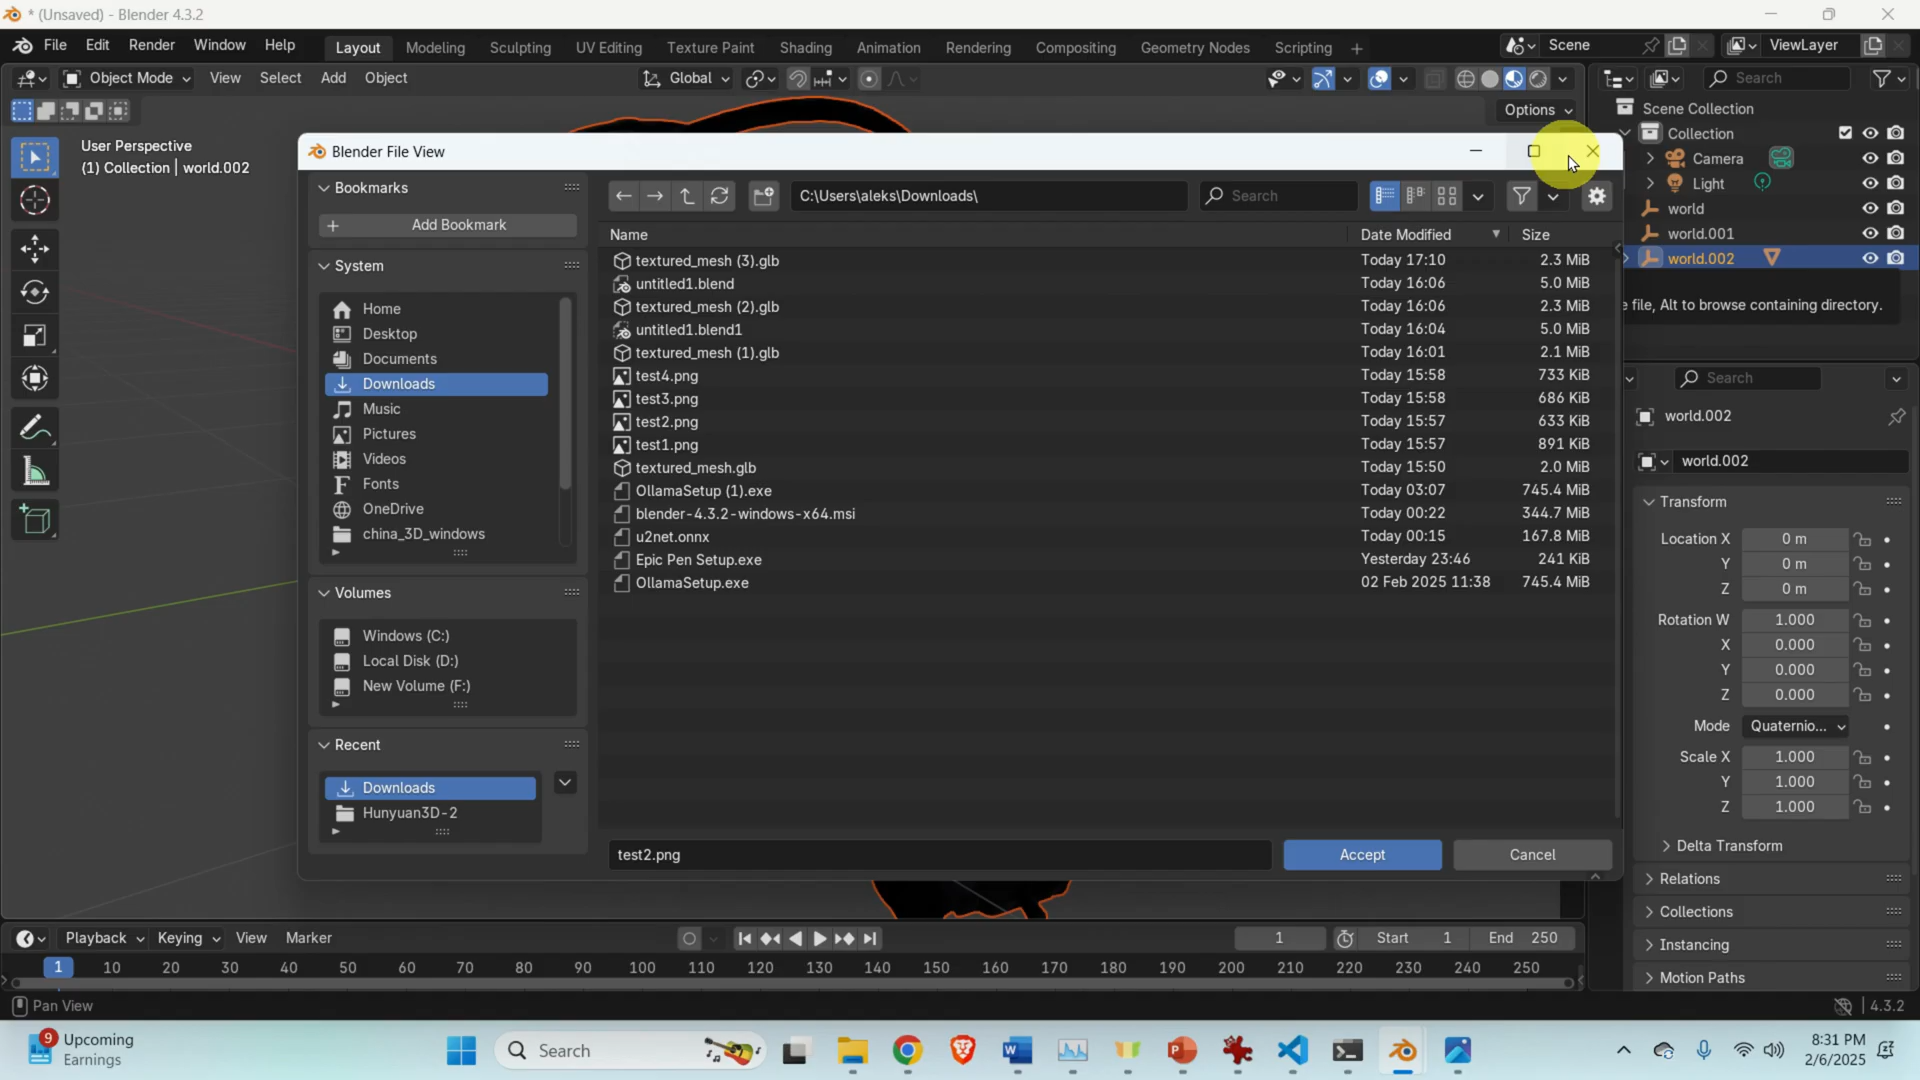 * (Unsaved) - Blender 4.3.2
File Edit Render Window Help Layout Modeling Sculpting UV Editing Texture Paint Shading Animation Rendering Compositing Geometry Nodes Scripting + Scene ViewLayer
Object Mode View Select Add Object Global Search
Options
User Perspective
(1) Collection | world.002
Scene Collection
Collection
Camera
Light
world
world.001
world.002
e file, Alt to browse containing directory.
Blender File View
Bookmarks
Add Bookmark
System
Home
Desktop
Documents
Downloads
Music
Pictures
Videos
Fonts
OneDrive
china_3D_windows
Volumes
Windows (C:)
Local Disk (D:)
New Volume (F:)
Recent
Downloads
Hunyuan3D-2
C:\Users\aleks\Downloads\ Search
Name Date Modified Size
textured_mesh (3).glb Today 17:10 2.3 MiB
untitled1.blend Today 16:06 5.0 MiB
textured_mesh (2).glb Today 16:06 2.3 MiB
untitled1.blend1 Today 16:04 5.0 MiB
textured_mesh (1).glb Today 16:01 2.1 MiB
test4.png Today 15:58 733 KiB
test3.png Today 15:58 686 KiB
test2.png Today 15:57 633 KiB
test1.png Today 15:57 891 KiB
textured_mesh.glb Today 15:50 2.0 MiB
OllamaSetup (1).exe Today 03:07 745.4 MiB
blender-4.3.2-windows-x64.msi Today 00:22 344.7 MiB
u2net.onnx Today 00:15 167.8 MiB
Epic Pen Setup.exe Yesterday 23:46 241 KiB
OllamaSetup.exe 02 Feb 2025 11:38 745.4 MiB
test2.png Accept Cancel
Search
world.002
world.002
Transform
Location X 0 m
Y 0 m
Z 0 m
Rotation W 1.000
X 0.000
Y 0.000
Z 0.000
Mode Quaternio...
Scale X 1.000
Y 1.000
Z 1.000
Delta Transform
Relations
Collections
Instancing
Motion Paths
Playback Keying View Marker 1 Start 1 End 250
1 10 20 30 40 50 60 70 80 90 100 110 120 130 140 150 160 170 180 190 200 210 220 230 240 250
Pan View 4.3.2
9 Upcoming
Earnings
Search
8:31 PM
2/6/2025